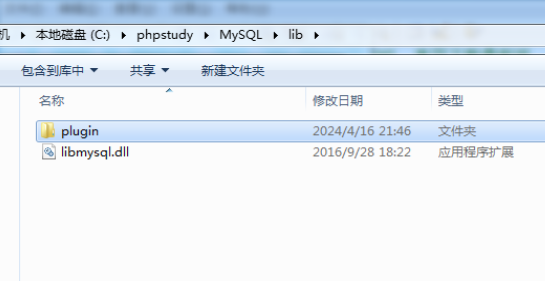 机 ▸ 本地磁盘 (C:) ▸ phpstudy ▸ MySQL ▸ lib ▸
包含到库中 ▼ 共享 ▼ 新建文件夹
名称 修改日期 类型
plugin 2024/4/16 21:46 文件夹
libmysql.dll 2016/9/28 18:22 应用程序扩展